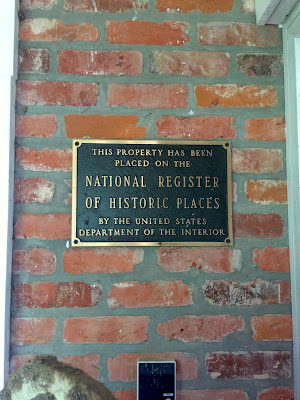 THIS PROPERTY HAS BEEN
PLACED ON THE
NATIONAL REGISTER
OF HISTORIC PLACES
BY THE UNITED STATES
DEPARTMENT OF THE INTERIOR